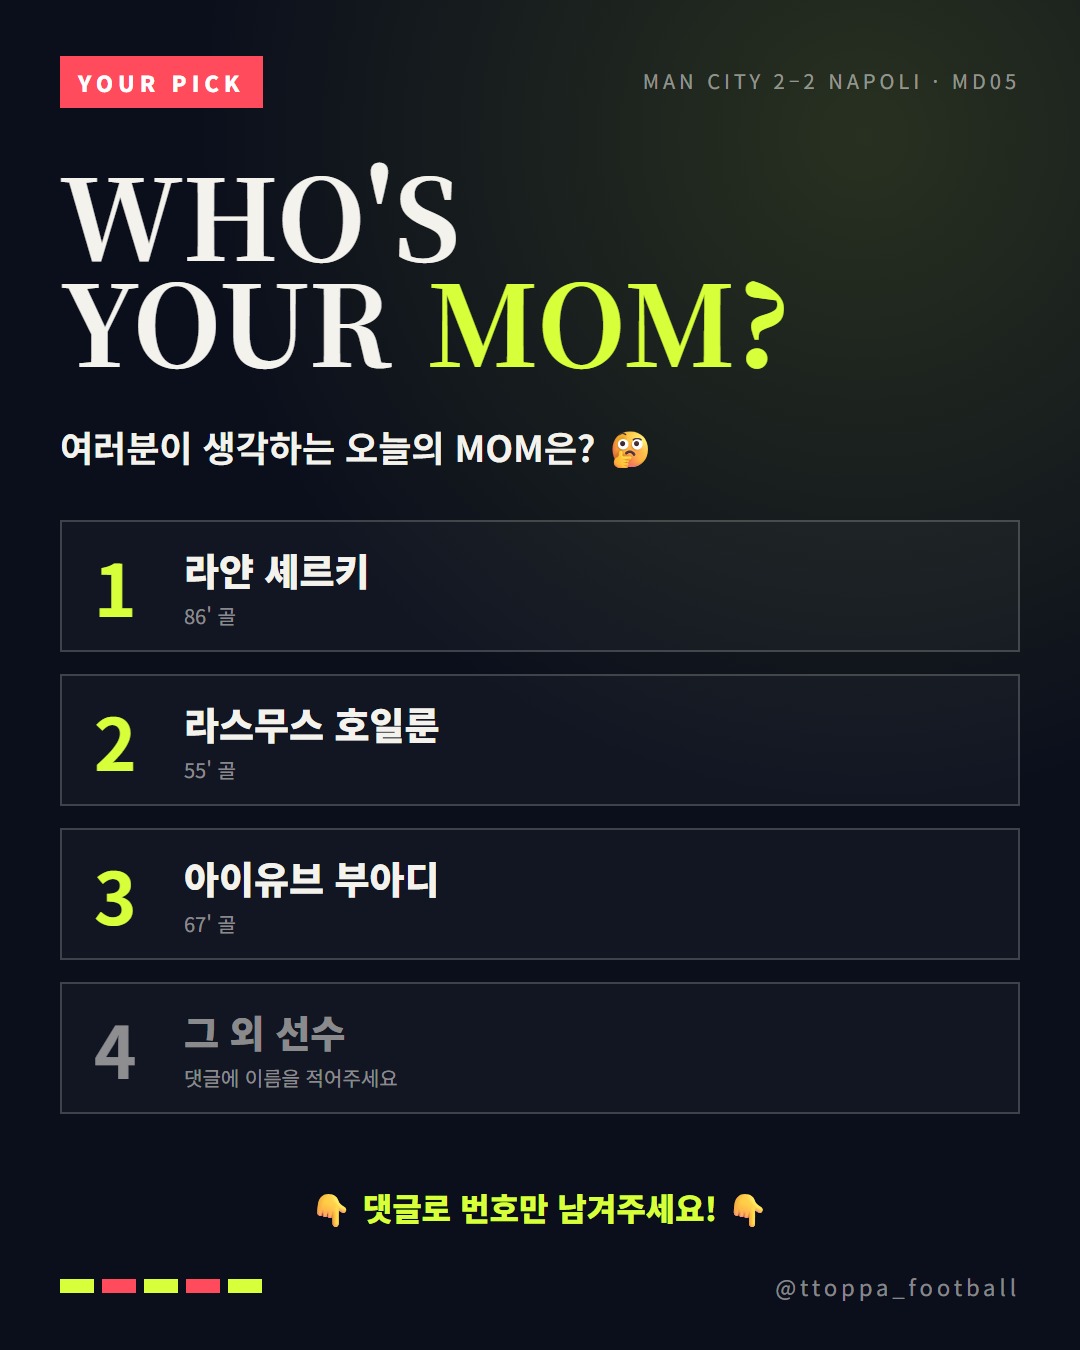 YOUR PICK
MAN CITY 2–2 NAPOLI · MD05
WHO'S
YOUR MOM?
여러분이 생각하는 오늘의 MOM은? 🤔
1
라얀 셰르키
86' 골
2
라스무스 호일룬
55' 골
3
아이유브 부아디
67' 골
4
그 외 선수
댓글에 이름을 적어주세요
👇 댓글로 번호만 남겨주세요! 👇
@ttoppa_football